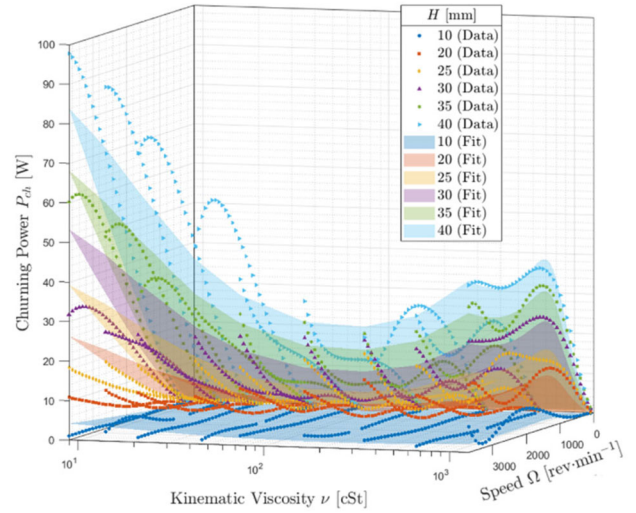 H [mm]
10 (Data)
20 (Data)
25 (Data)
30 (Data)
35 (Data)
40 (Data)
10 (Fit)
20 (Fit)
25 (Fit)
30 (Fit)
35 (Fit)
40 (Fit)
Churning Power P_ch [W]
100
90
80
70
60
50
40
30
20
10
0
10^1
10^2
10^3
Kinematic Viscosity ν [cSt]
3000
2000
1000
0
Speed Ω [rev·min^-1]